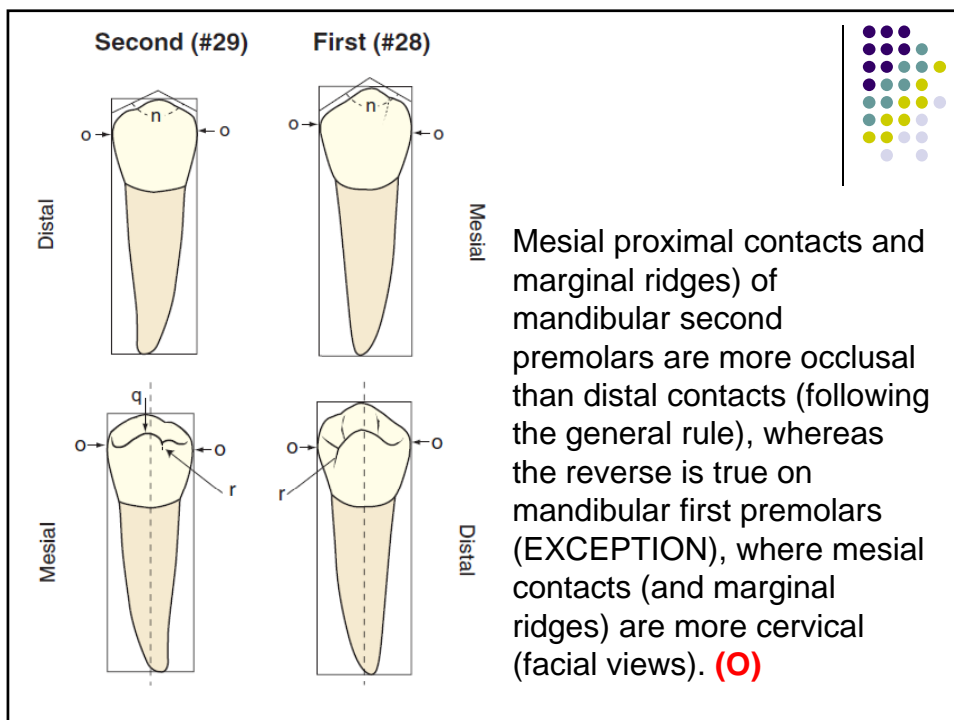 Second (#29) First (#28)
n n
o o o o
Distal
Mesial
Mesial proximal contacts and
marginal ridges) of
mandibular second
premolars are more occlusal
than distal contacts (following
the general rule), whereas
the reverse is true on
mandibular first premolars
(EXCEPTION), where mesial
contacts (and marginal
ridges) are more cervical
(facial views). (O)
q
o o o o
r r
Mesial
Distal